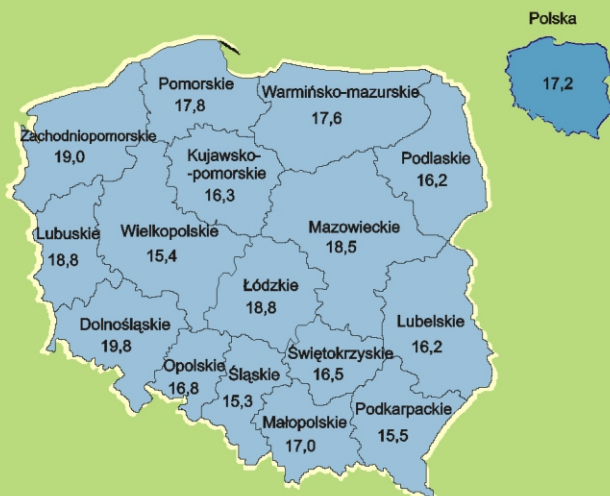 Polska
17,2
Pomorskie
17,8
Warmińsko-mazurskie
17,6
Zachodniopomorskie
19,0
Kujawsko-
-pomorskie
16,3
Podlaskie
16,2
Lubuskie
18,8
Wielkopolskie
15,4
Mazowieckie
18,5
Łódzkie
18,8
Dolnośląskie
19,8
Lubelskie
16,2
Opolskie
16,8
Śląskie
15,3
Świętokrzyskie
16,5
Małopolskie
17,0
Podkarpackie
15,5